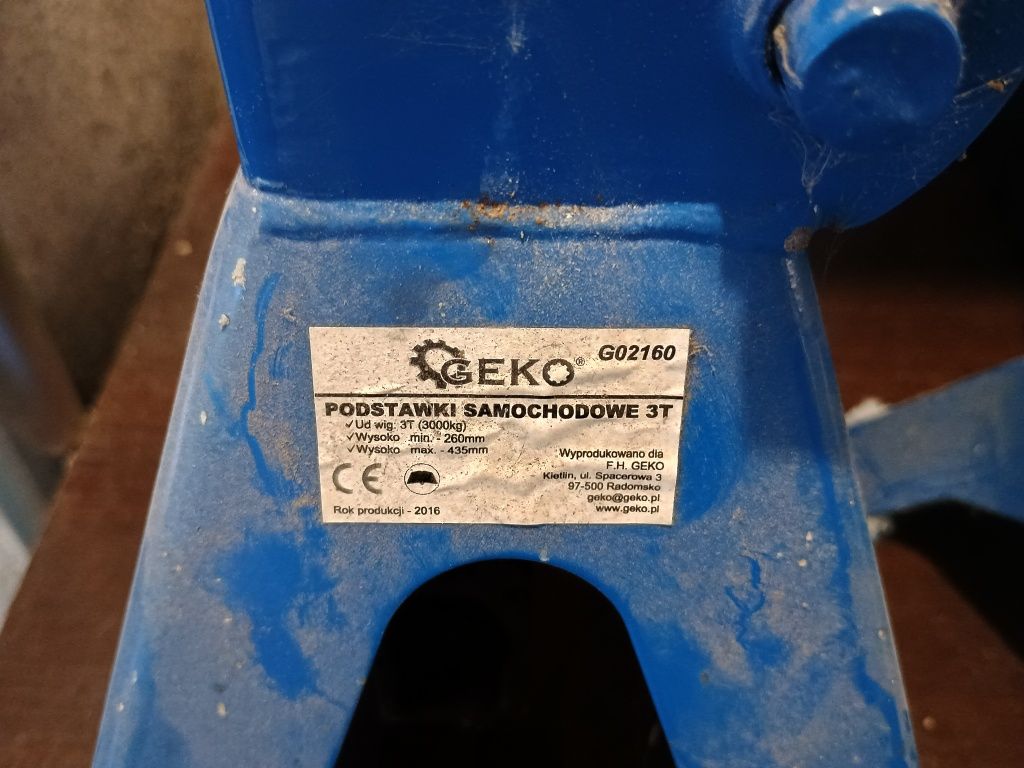 GEKO®
G02160
PODSTAWKI SAMOCHODOWE 3T
✓Ud wig: 3T (3000kg)
✓Wysoko min. - 260mm
✓Wysoko max. - 435mm
CE
Rok produkcji - 2016
Wyprodukowano dla
F.H. GEKO
Kietlin, ul. Spacerowa 3
97-500 Radomsko
geko@geko.pl
www.geko.pl